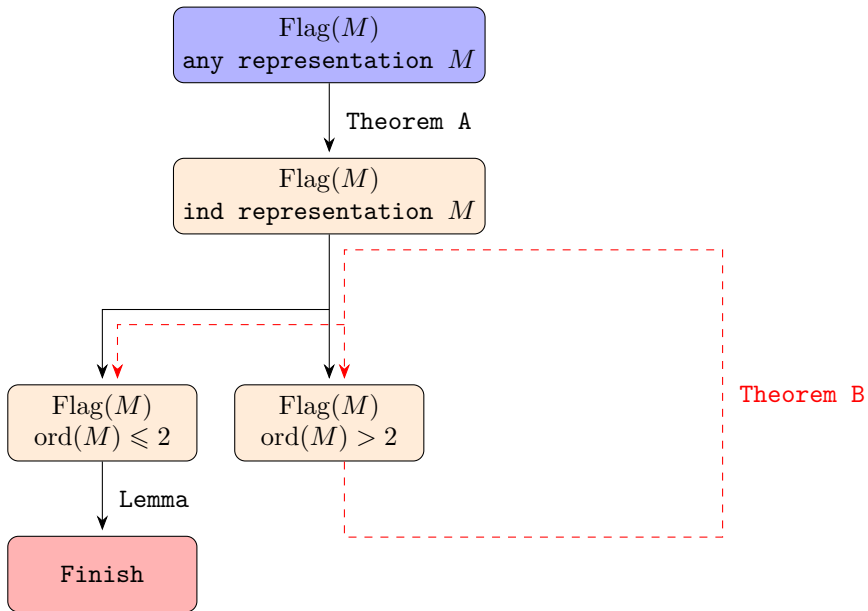 Flag(M)
any representation M
Theorem A
Flag(M)
ind representation M
Flag(M)
ord(M) ⩽ 2
Flag(M)
ord(M) > 2
Theorem B
Lemma
Finish